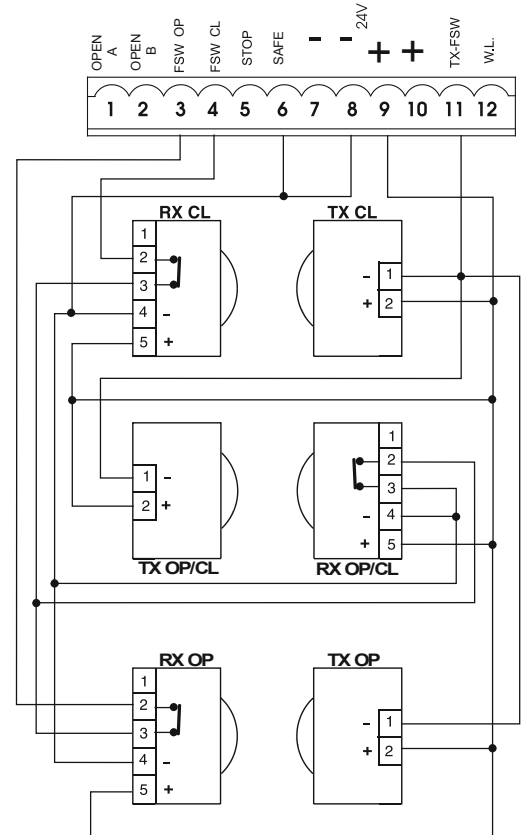 OPEN A
OPEN B
FSW OP
FSW CL
STOP
SAFE
-
-
24V
+
+
TX-FSW
W.L.
1 2 3 4 5 6 7 8 9 10 11 12
RX CL
1
2
3
4 -
5 +
TX CL
- 1
+ 2
1 -
2 +
TX OP/CL
1
2
3
- 4
+ 5
RX OP/CL
RX OP
1
2
3
4 -
5 +
TX OP
- 1
+ 2